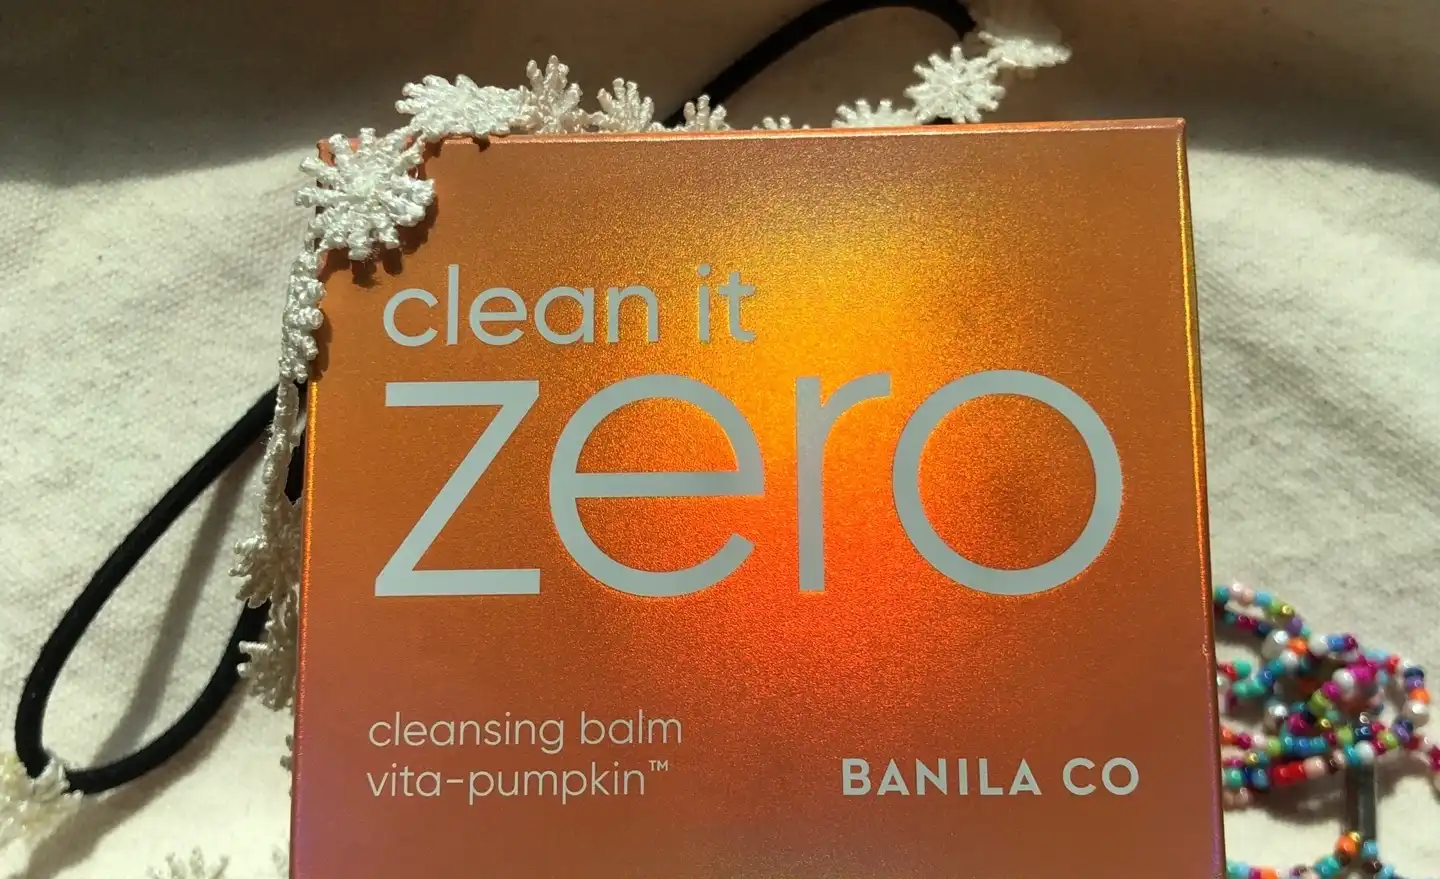 clean it
zero
cleansing balm
vita-pumpkin™
BANILA CO